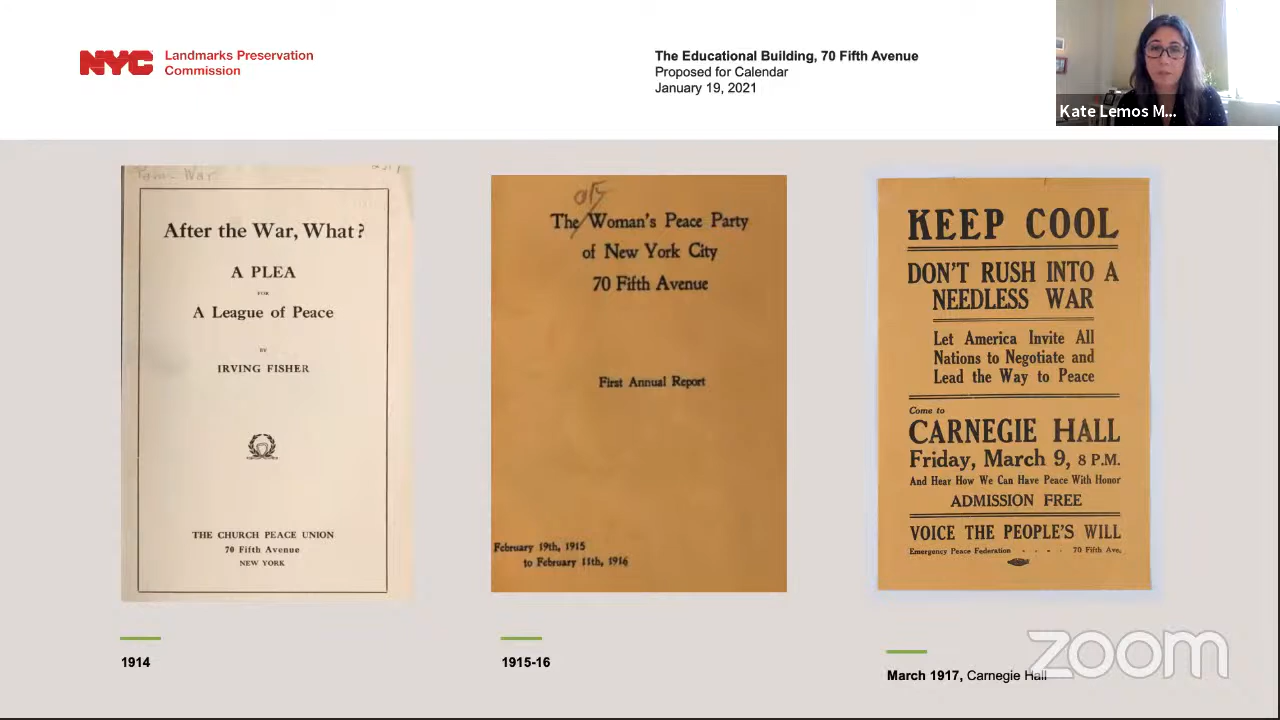 NYC
Landmarks Preservation
Commission
The Educational Building, 70 Fifth Avenue
Proposed for Calendar
January 19, 2021
Kate Lemos M...
After the War, What?
A PLEA
FOR
A League of Peace
BY
IRVING FISHER
THE CHURCH PEACE UNION
70 Fifth Avenue
NEW YORK
1914
The Woman's Peace Party
of New York City
70 Fifth Avenue
First Annual Report
February 19th, 1915
to February 11th, 1916
1915-16
KEEP COOL
DON'T RUSH INTO A
NEEDLESS WAR
Let America Invite All
Nations to Negotiate and
Lead the Way to Peace
Come to
CARNEGIE HALL
Friday, March 9, 8 P.M.
And Hear How We Can Have Peace With Honor
ADMISSION FREE
VOICE THE PEOPLE'S WILL
Emergency Peace Federation - - - - 70 Fifth Ave.
March 1917, Carnegie Hall
zoom